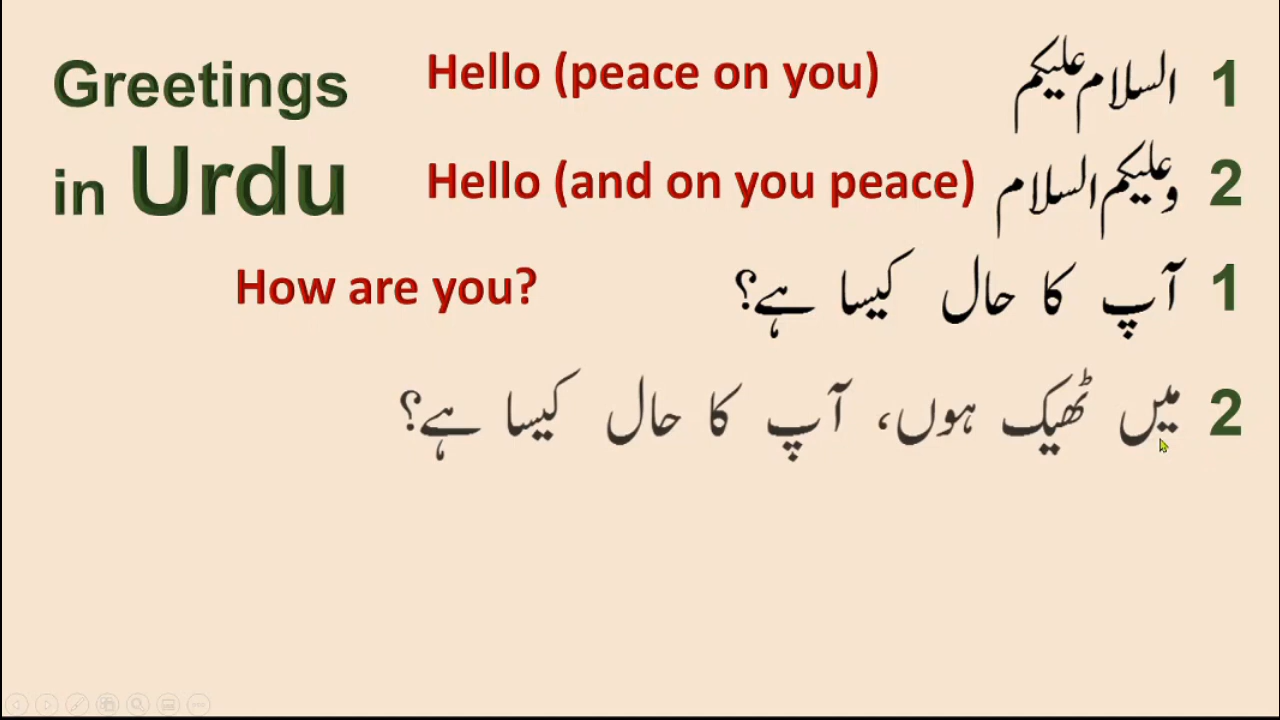 Greetings
in Urdu
Hello (peace on you)
السلام علیکم 1
Hello (and on you peace)
وعلیکم السلام 2
How are you?
آپ کا حال کیسا ہے؟ 1
میں ٹھیک ہوں، آپ کا حال کیسا ہے؟ 2